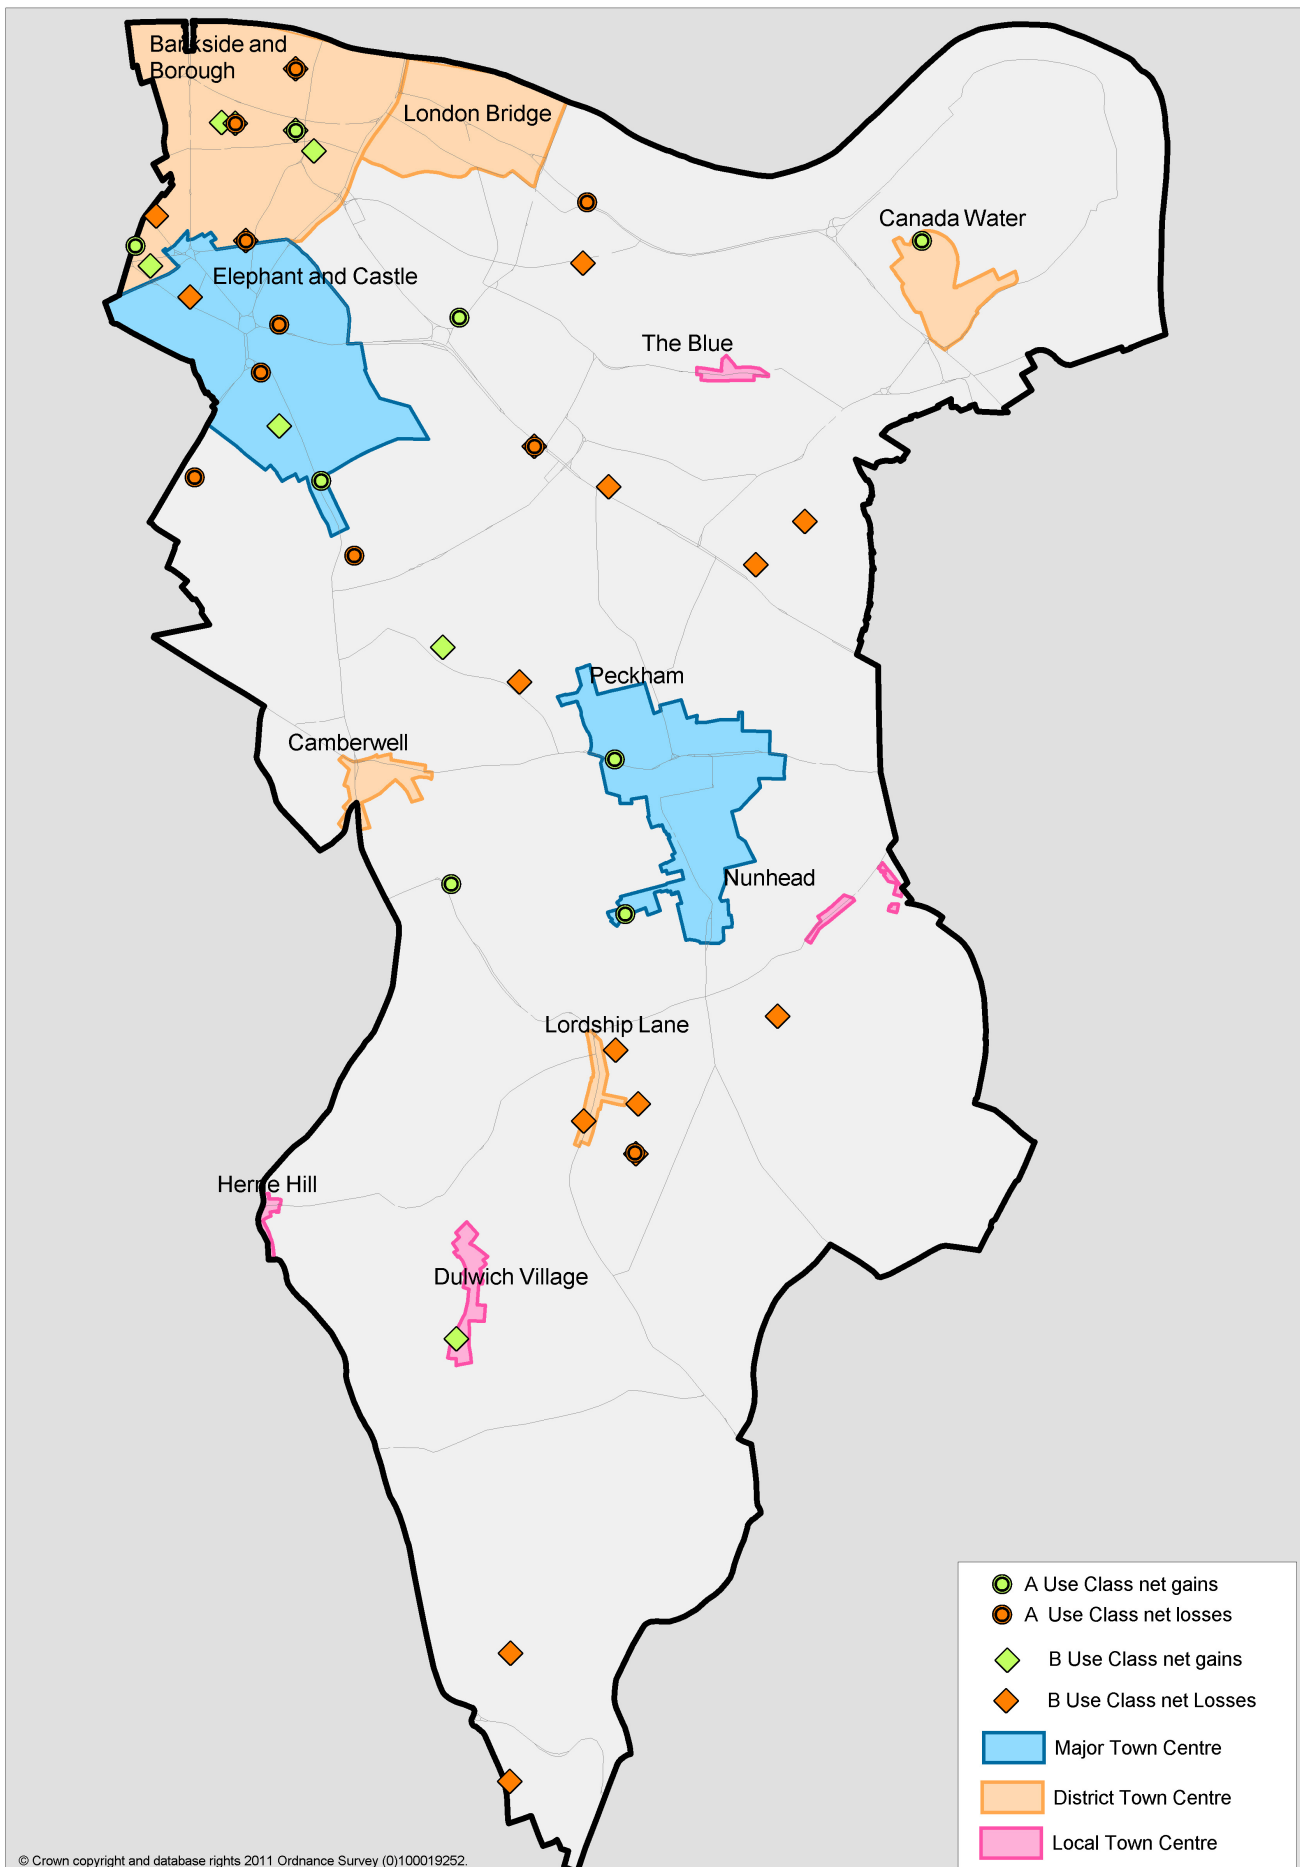 Bankside and
Borough
London Bridge
Canada Water
Elephant and Castle
The Blue
Peckham
Camberwell
Nunhead
Lordship Lane
Herne Hill
Dulwich Village
A Use Class net gains
A Use Class net losses
B Use Class net gains
B Use Class net Losses
Major Town Centre
District Town Centre
Local Town Centre
© Crown copyright and database rights 2011 Ordnance Survey (0)100019252.